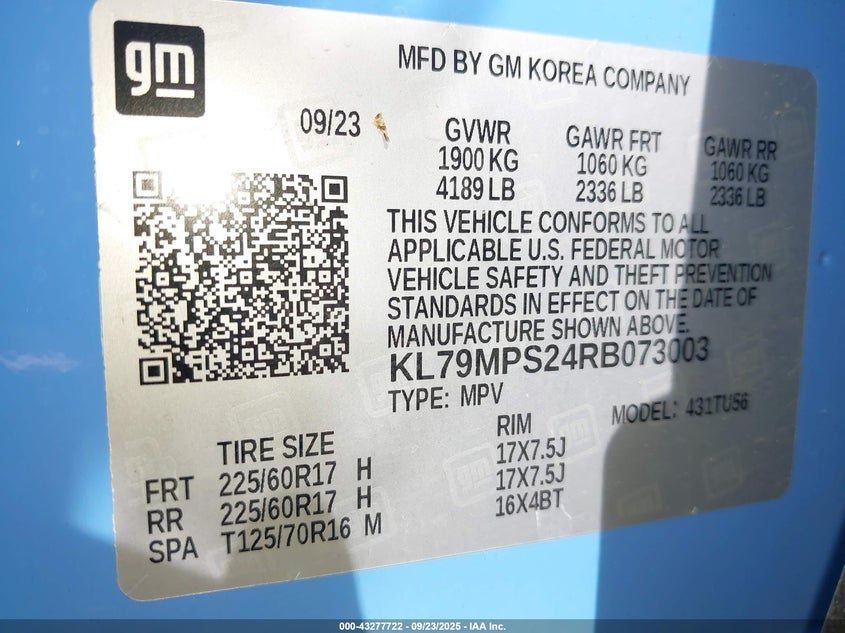 gm
MFD BY GM KOREA COMPANY
09/23
GVWR GAWR FRT GAWR RR
1900 KG 1060 KG 1060 KG
4189 LB 2336 LB 2336 LB
THIS VEHICLE CONFORMS TO ALL
APPLICABLE U.S. FEDERAL MOTOR
VEHICLE SAFETY AND THEFT PREVENTION
STANDARDS IN EFFECT ON THE DATE OF
MANUFACTURE SHOWN ABOVE.
KL79MPS24RB073003
TYPE: MPV MODEL: 431TU56
TIRE SIZE RIM
FRT 225/60R17 H 17X7.5J
RR 225/60R17 H 17X7.5J
SPA T125/70R16 M 16X4BT
000-43277722 - 09/23/2025 - IAA Inc.